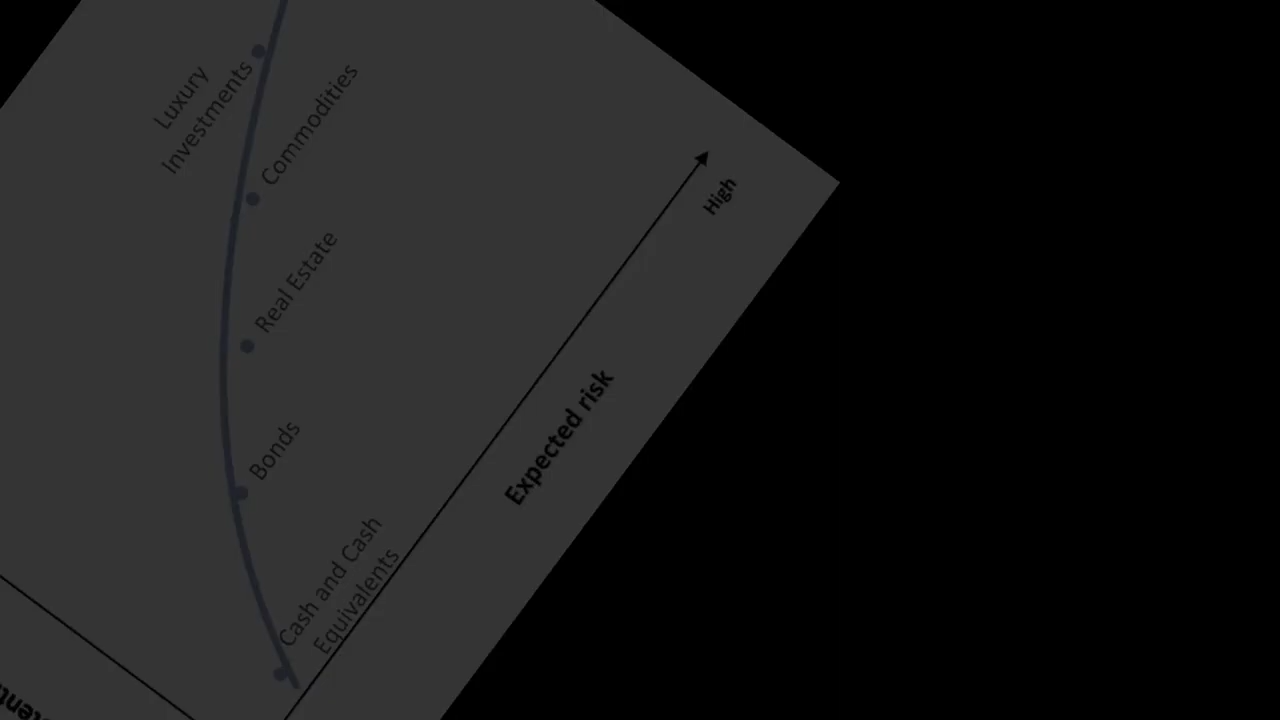 Luxury
Investments
Commodities
Real Estate
Bonds
Cash and Cash
Equivalents
High
Expected risk